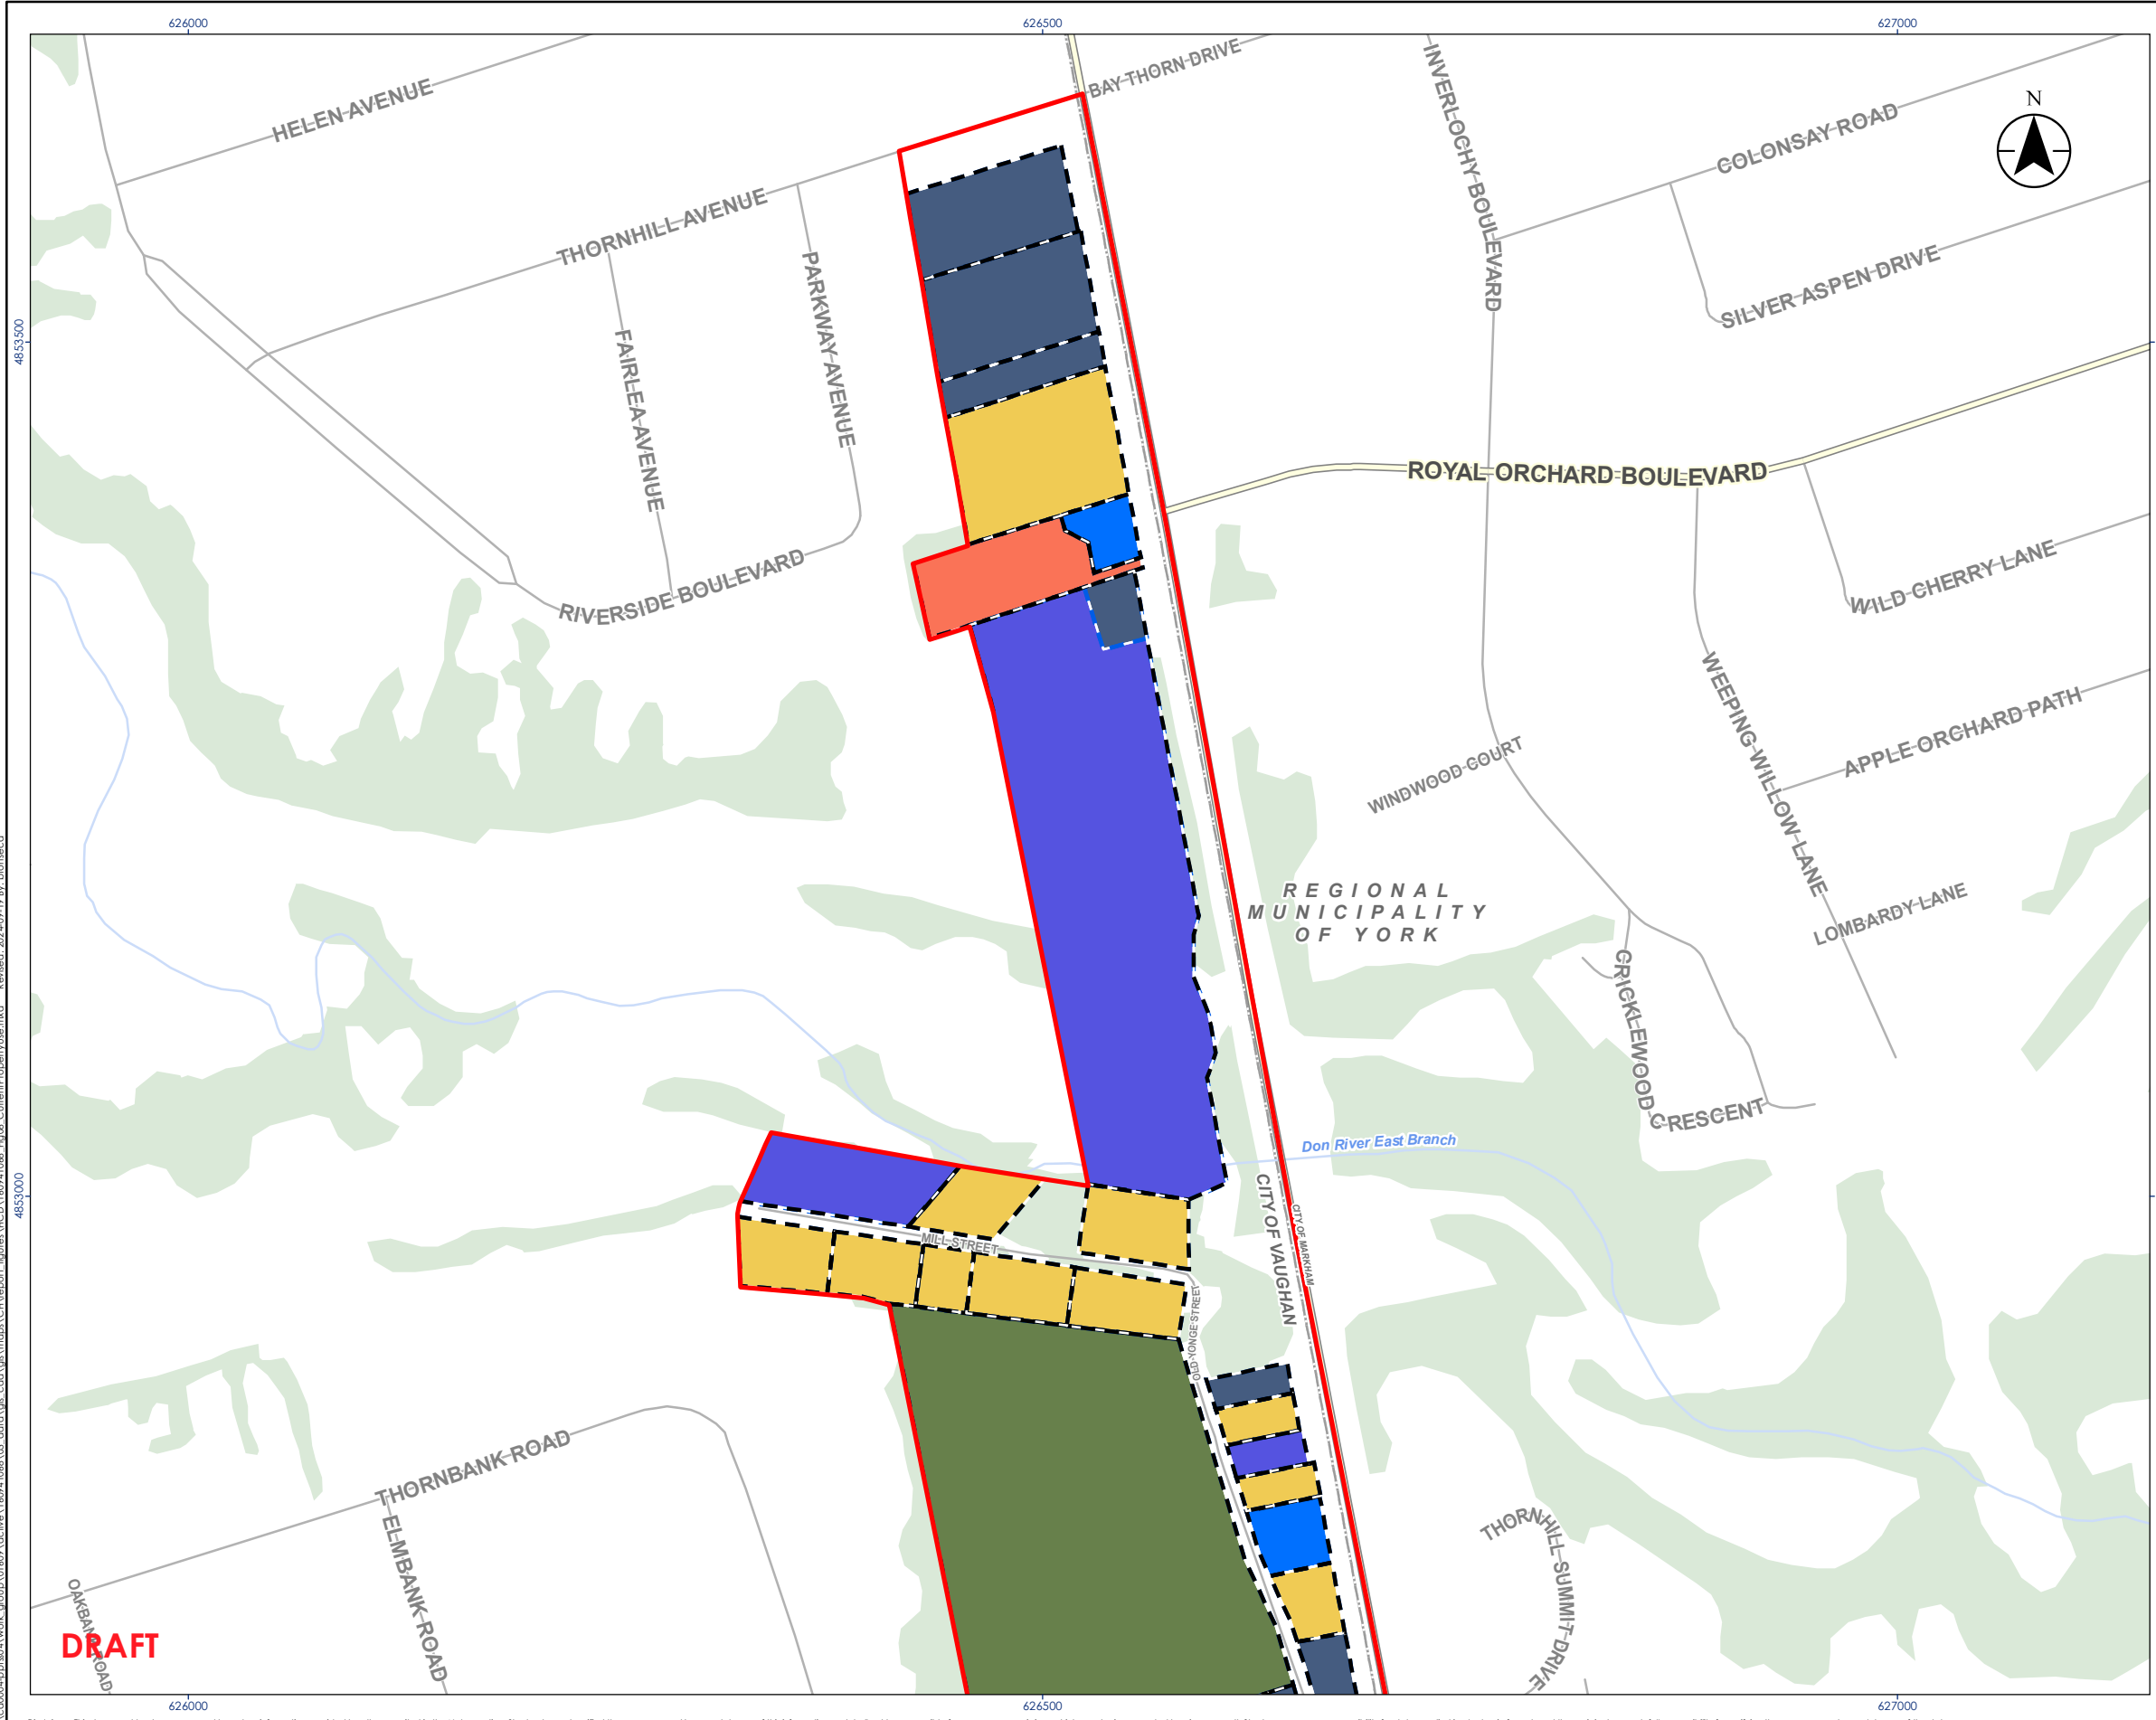 626000
626500
627000
HELEN AVENUE
BAY THORN DRIVE
INVERLOCHY BOULEVARD
COLONSAY ROAD
N
THORNHILL AVENUE
PARKWAY AVENUE
FAIRLEA AVENUE
SILVER ASPEN DRIVE
4853500
ROYAL ORCHARD BOULEVARD
RIVERSIDE BOULEVARD
WILD CHERRY LANE
WEEPING WILLOW LANE
APPLE ORCHARD PATH
WINDWOOD COURT
REGIONAL
MUNICIPALITY
OF YORK
LOMBARDY LANE
CRICKLEWOOD
CRESCENT
Don River East Branch
4853000
CITY OF VAUGHAN
CITY OF MARKHAM
MILL STREET
OLD YONGE STREET
THORNBANK ROAD
ELMBANK ROAD
THORNHILL SUMMIT DRIVE
OAKBANK ROAD
DRAFT
626000
626500
627000